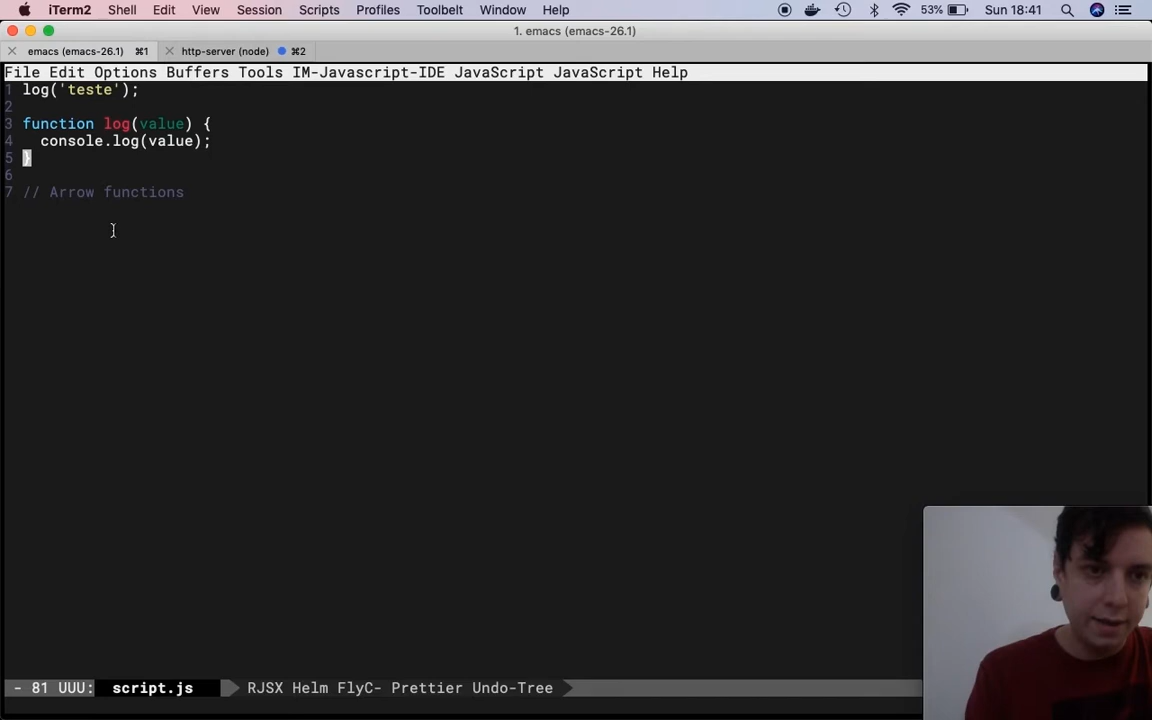 iTerm2 Shell Edit View Session Scripts Profiles Toolbelt Window Help 53% Sun 18:41
1. emacs (emacs-26.1)
emacs (emacs-26.1) ⌘1 http-server (node) ⌘2
File Edit Options Buffers Tools IM-Javascript-IDE JavaScript JavaScript Help
1 log('teste');
2
3 function log(value) {
4   console.log(value);
5 }
6
7 // Arrow functions
- 81 UUU: script.js RJSX Helm FlyC- Prettier Undo-Tree